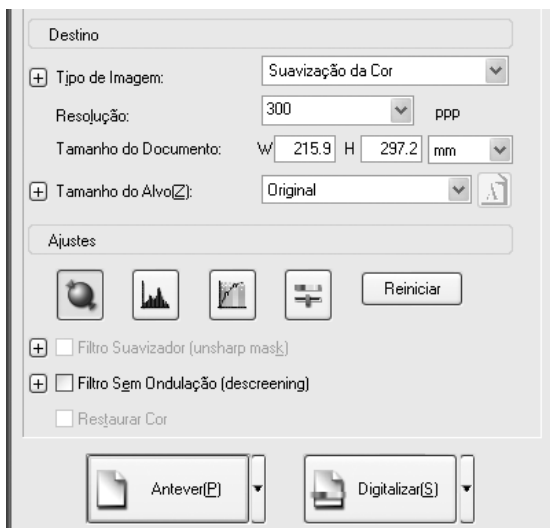 Destino
Tipo de Imagem: Suavização da Cor
Resolução: 300 ppp
Tamanho do Documento: W 215.9 H 297.2 mm
Tamanho do Alvo(Z): Original
Ajustes
Reiniciar
Filtro Suavizador (unsharp mask)
Filtro Sem Ondulação (descreening)
Restaurar Cor
Antever(P) Digitalizar(S)